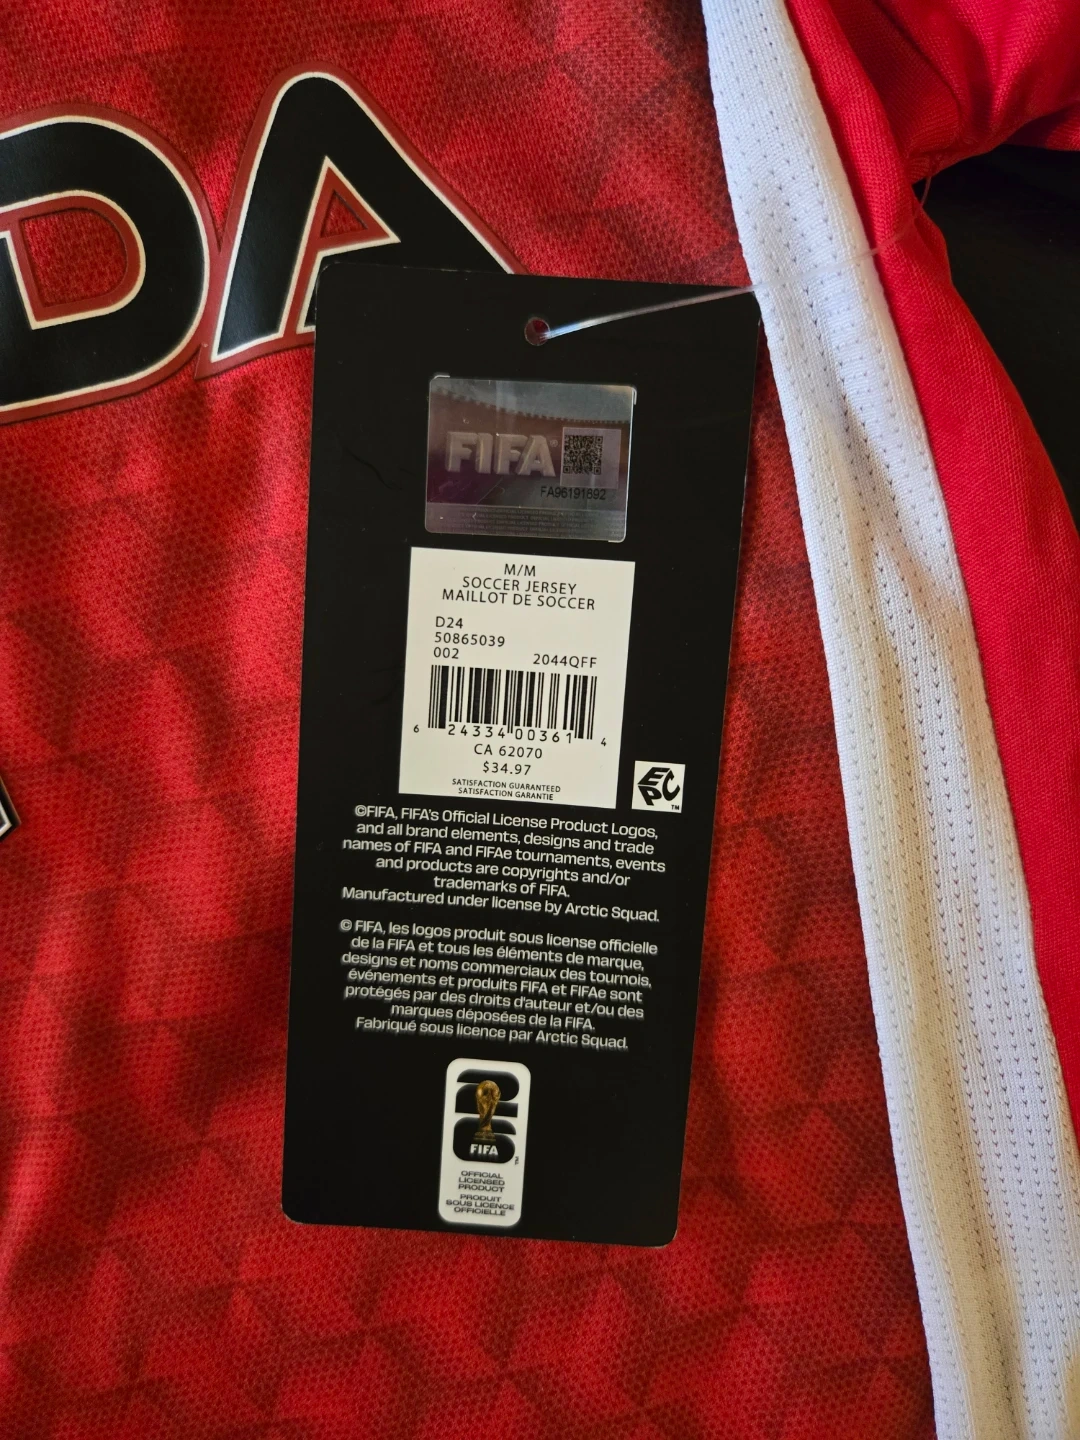 DA
FIFA®
FA96191692
M/M
SOCCER JERSEY
MAILLOT DE SOCCER
D24
50865039
002 2044QFF
6 24334 00361 4
CA 62070
$34.97
SATISFACTION GUARANTEED
SATISFACTION GARANTIE
EPC
TM
©FIFA, FIFA's Official License Product Logos,
and all brand elements, designs and trade
names of FIFA and FIFAe tournaments, events
and products are copyrights and/or
trademarks of FIFA.
Manufactured under license by Arctic Squad.
© FIFA, les logos produit sous license officielle
de la FIFA et tous les éléments de marque,
designs et noms commerciaux des tournois,
événements et produits FIFA et FIFAe sont
protégés par des droits d'auteur et/ou des
marques déposées de la FIFA.
Fabriqué sous licence par Arctic Squad.
26
FIFA
OFFICIAL
LICENSED
PRODUCT
PRODUIT
SOUS LICENCE
OFFICIELLE